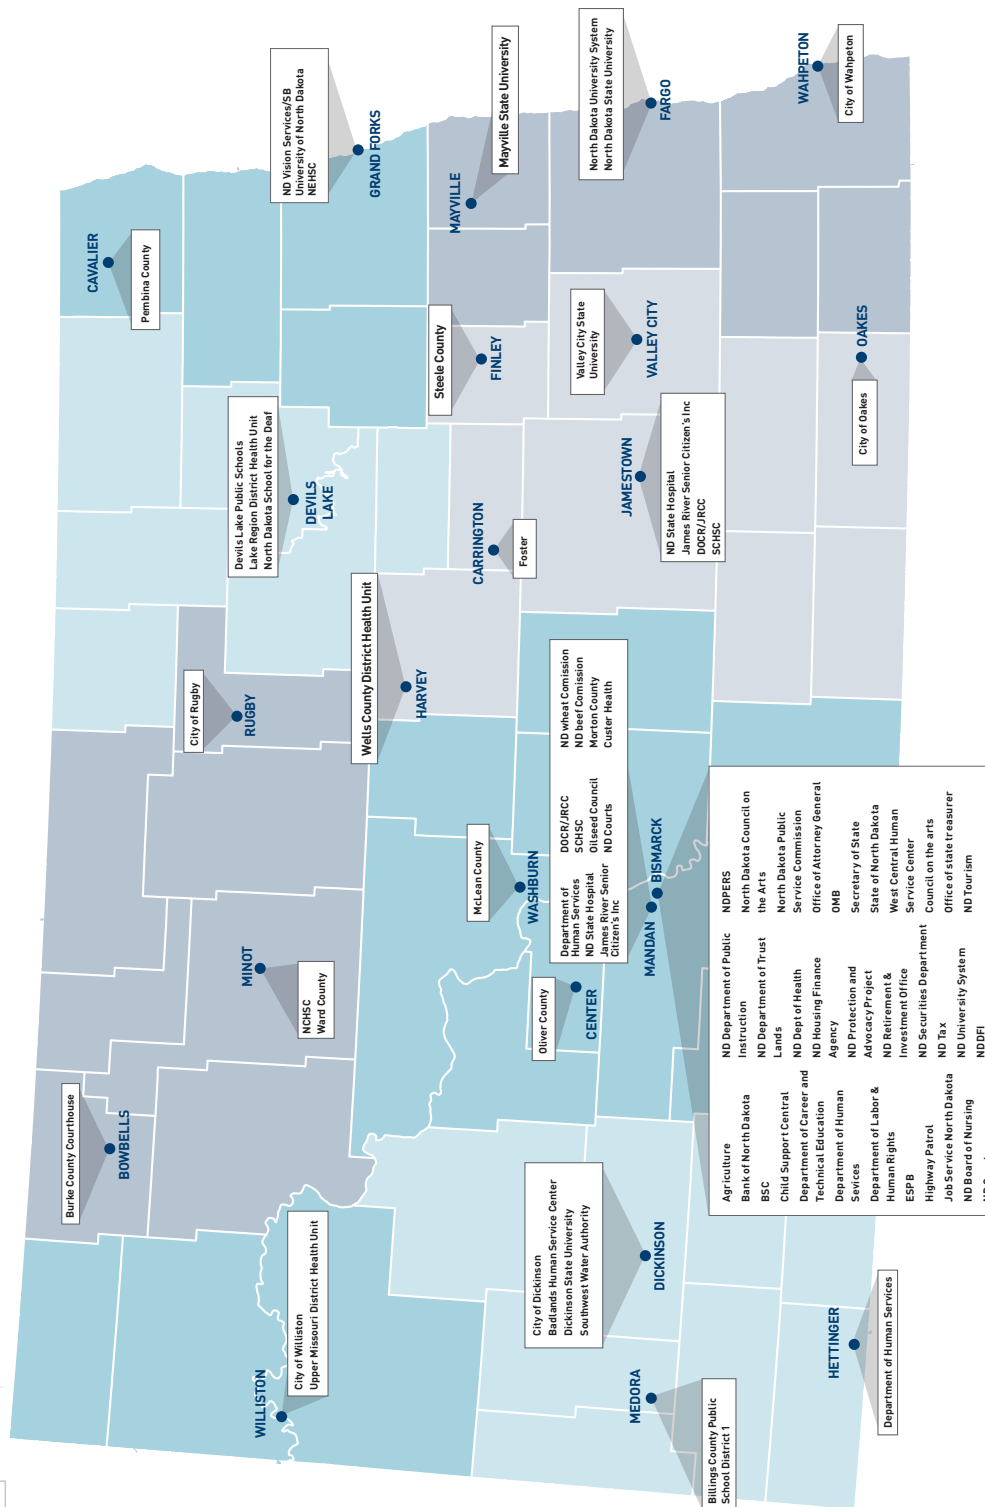 Burke County Courthouse
BOWBELLS
City of Williston
Upper Missouri District Health Unit
WILLISTON
NCHSC
Ward County
MINOT
City of Rugby
RUGBY
Devils Lake Public Schools
Lake Region District Health Unit
North Dakota School for the Deaf
DEVILS
LAKE
Pembina County
CAVALIER
ND Vision Services/SB
University of North Dakota
NEHSC
GRAND FORKS
Wells County District Health Unit
HARVEY
McLean County
WASHBURN
Oliver County
CENTER
CARRINGTON
Foster
Steele County
FINLEY
MAYVILLE
Mayville State University
City of Dickinson
Badlands Human Service Center
Dickinson State University
Southwest Water Authority
DICKINSON
MEDORA
Billings County Public
School District 1
HETTINGER
Department of Human Services
Department of
Human Services
ND State Hospital
James River Senior
Citizen's Inc
DOCR/JRCC
SCHSC
Oilseed Council
ND Courts
ND wheat Comission
ND beef Comission
Morton County
Custer Health
MANDAN
BISMARCK
Agriculture
Bank of North Dakota
BSC
Child Support Central
Department of Career and
Technical Education
Department of Human
Sevices
Department of Labor &
Human Rights
ESPB
Highway Patrol
Job Service North Dakota
ND Board of Nursing
ND Department of Public
Instruction
ND Department of Trust
Lands
ND Dept of Health
ND Housing Finance
Agency
ND Protection and
Advocacy Project
ND Retirement &
Investment Office
ND Securities Department
ND Tax
ND University System
NDDFI
NDPERS
North Dakota Council on
the Arts
North Dakota Public
Service Commission
Office of Attorney General
OMB
Secretary of State
State of North Dakota
West Central Human
Service Center
Council on the arts
Office of state treasurer
ND Tourism
JAMESTOWN
ND State Hospital
James River Senior Citizen's Inc
DOCR/JRCC
SCHSC
Valley City State
University
VALLEY CITY
North Dakota University System
North Dakota State University
FARGO
OAKES
City of Oakes
WAHPETON
City of Wahpeton